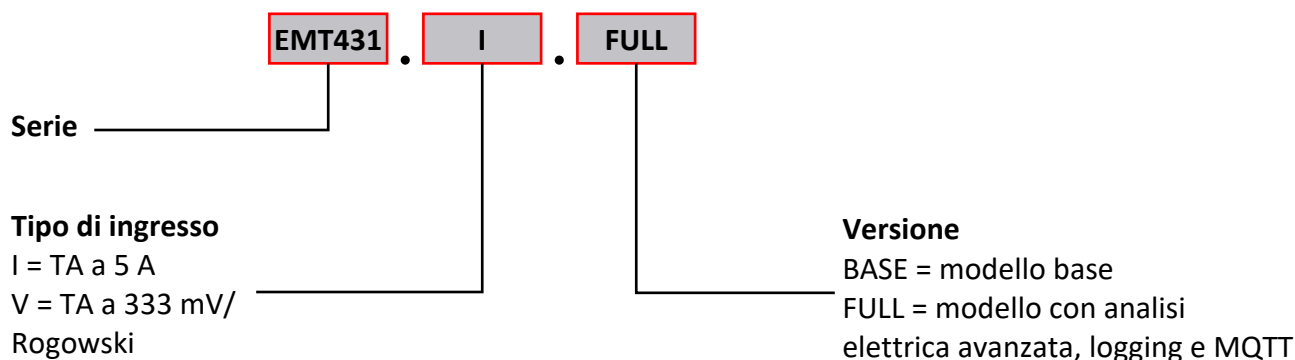 EMT431 . I . FULL
Serie
Tipo di ingresso
I = TA a 5 A
V = TA a 333 mV/
Rogowski
Versione
BASE = modello base
FULL = modello con analisi
elettrica avanzata, logging e MQTT